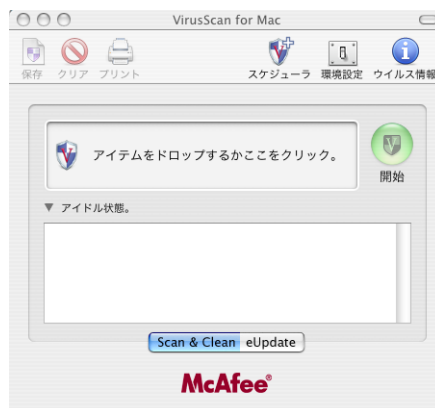 VirusScan for Mac
保存 クリア プリント スケジューラ 環境設定 ウイルス情報
アイテムをドロップするかここをクリック。
開始
▼ アイドル状態。
Scan & Clean eUpdate
McAfee®